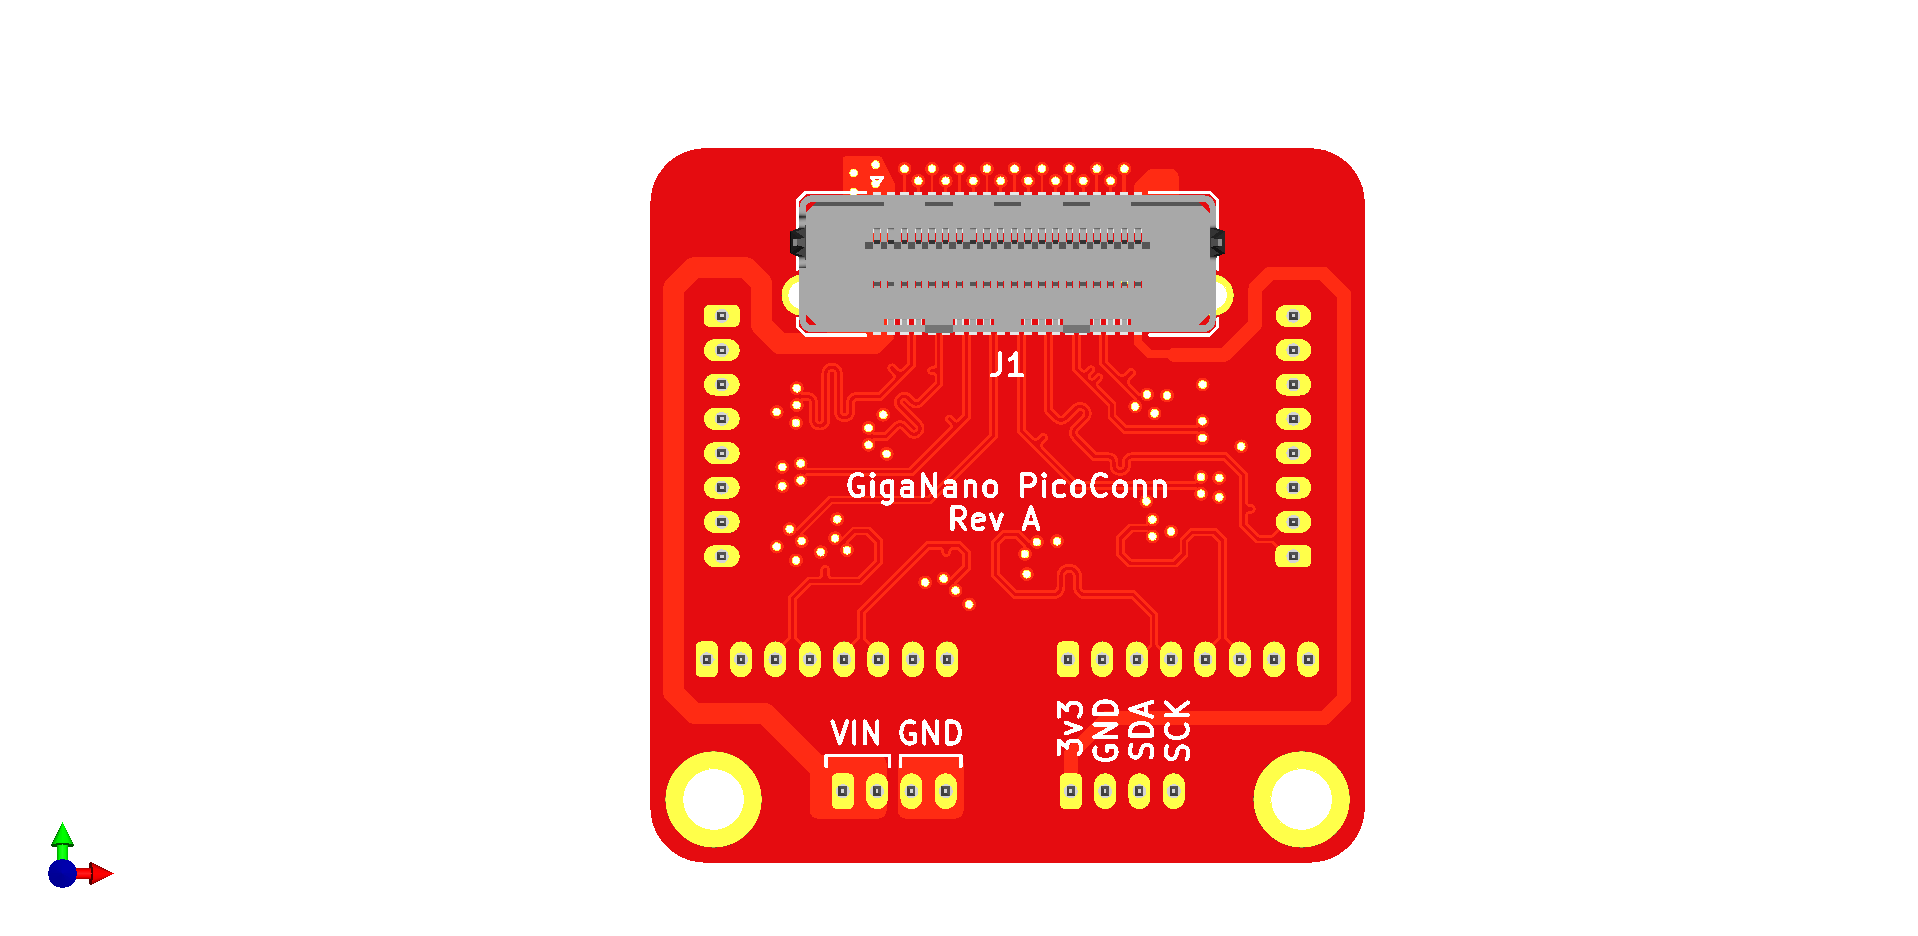 J1
GigaNano PicoConn
Rev A
VIN GND
3v3
GND
SDA
SCK